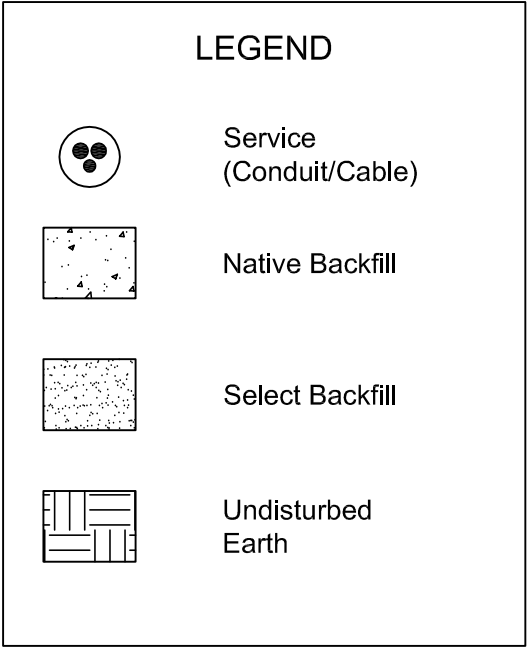 LEGEND
Service
(Conduit/Cable)
Native Backfill
Select Backfill
Undisturbed
Earth